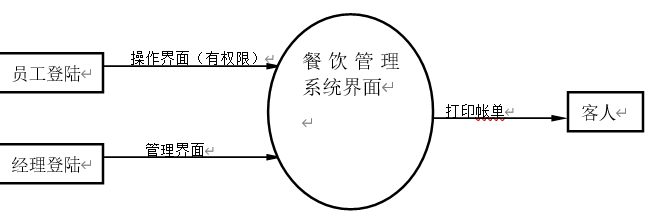 操作界面（有权限）
员工登陆
餐饮管理
系统界面
打印帐单
客人
管理界面
经理登陆